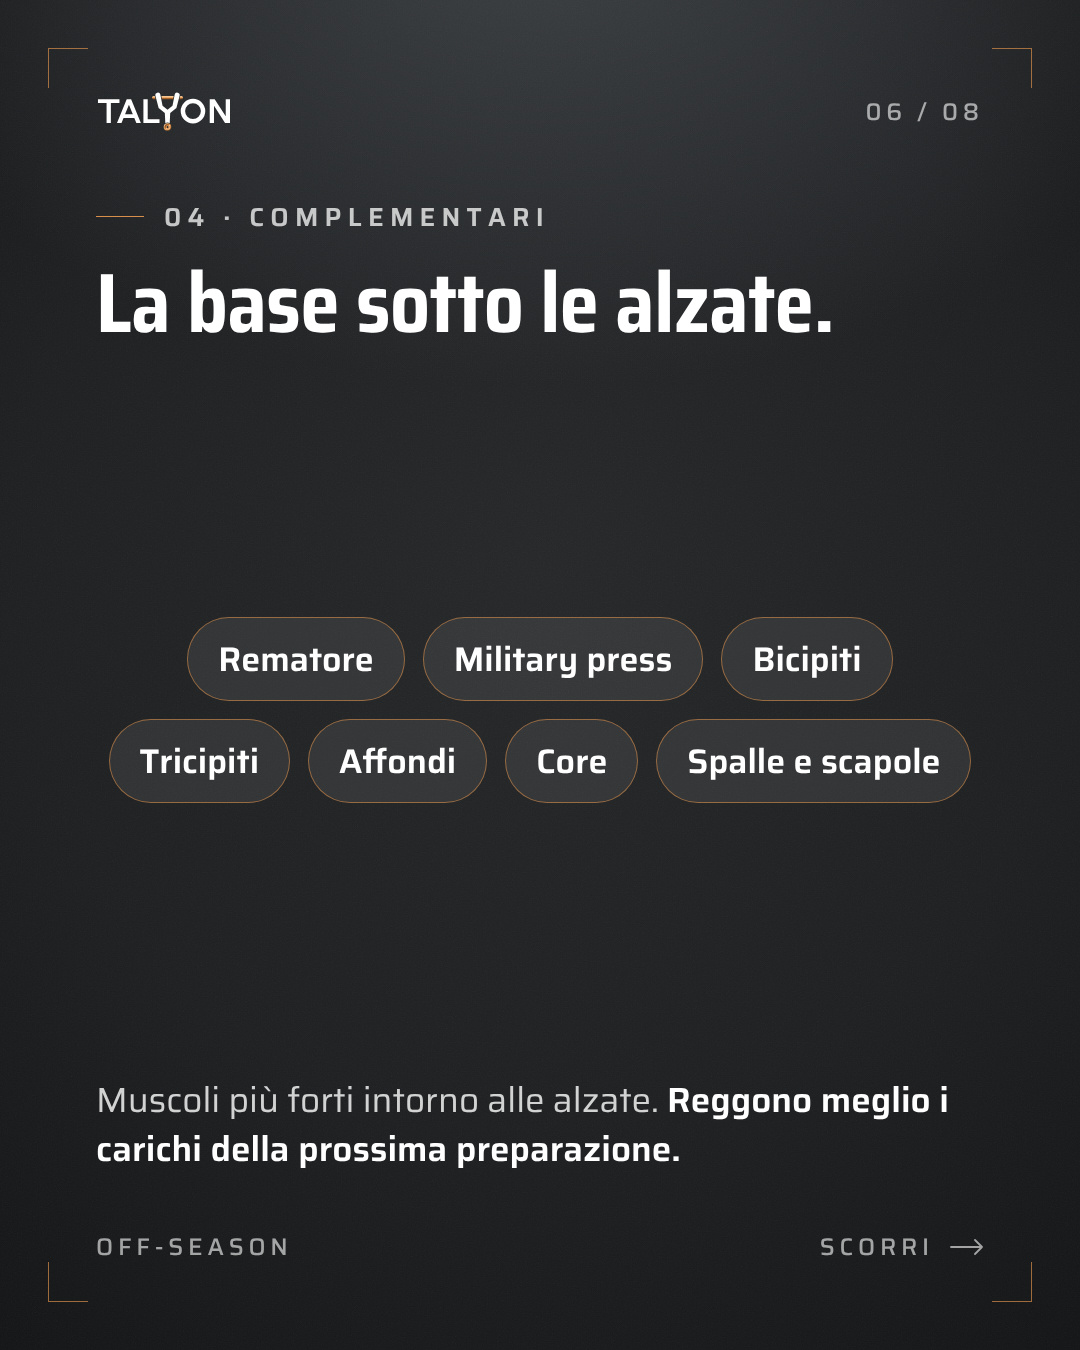 TALYON
06 / 08
04 · COMPLEMENTARI
La base sotto le alzate.
Rematore
Military press
Bicipiti
Tricipiti
Affondi
Core
Spalle e scapole
Muscoli più forti intorno alle alzate. Reggono meglio i
carichi della prossima preparazione.
OFF-SEASON
SCORRI →